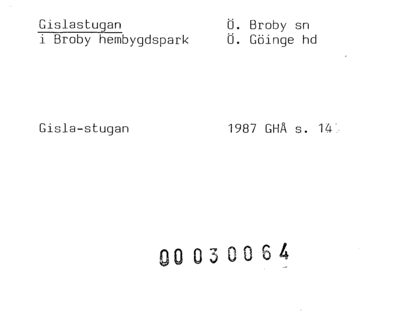 Gislastugan Ö. Broby sn
i Broby hembygdspark Ö. Göinge hd
Gisla-stugan 1987 GHÅ s. 14
00030064